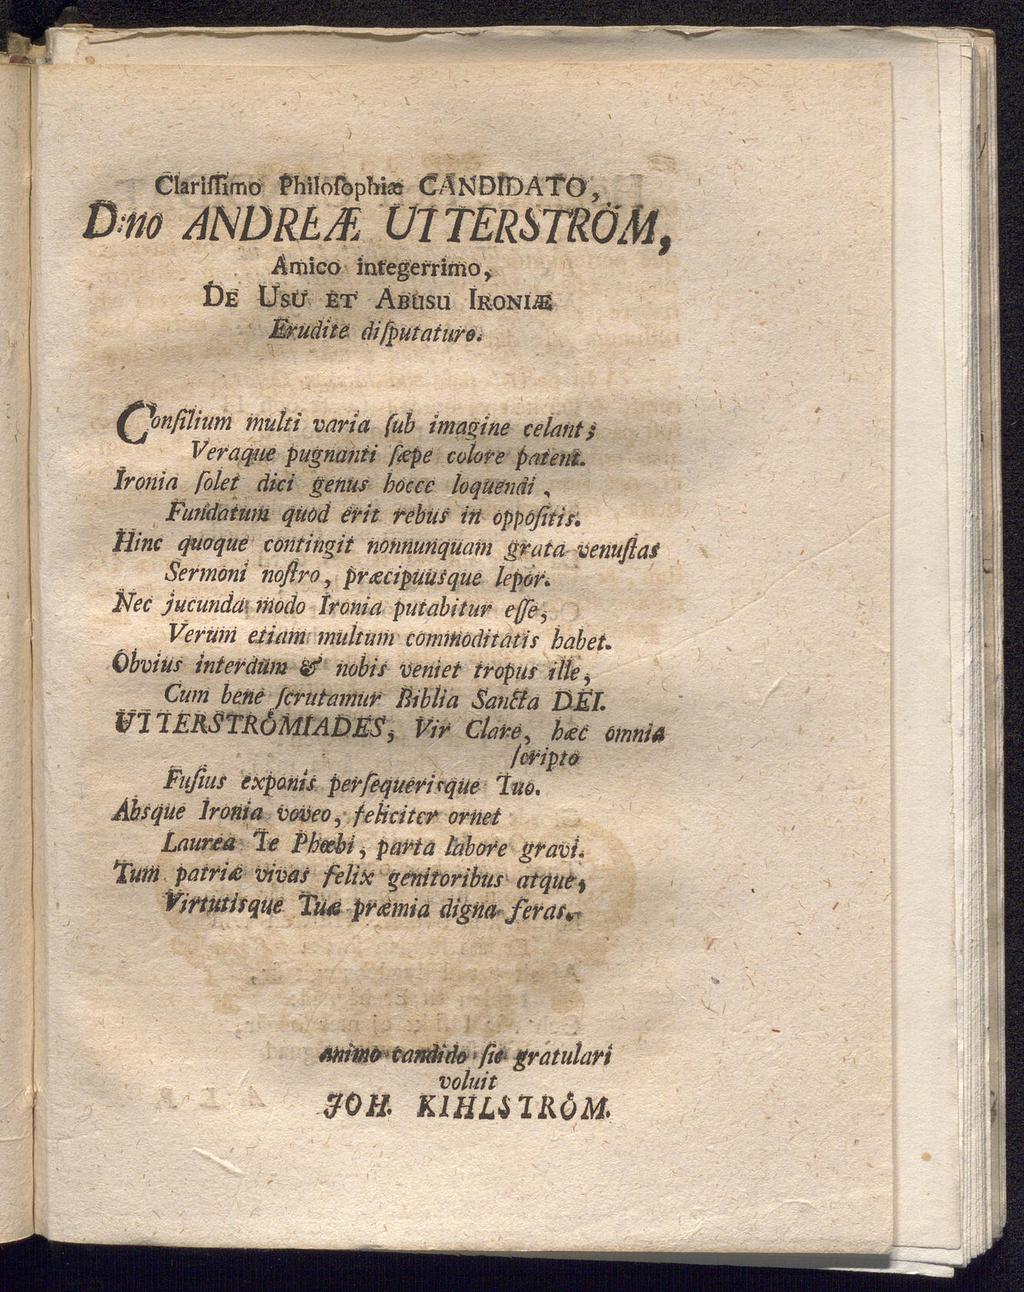 Clariſſimo Philoſophiæ CANDIDATO,
D:no ANDREÆ UTTERSTRÖM,
Amico integerrimo,
DE USU ET ABUSU IRONIÆ
Erudite diſputaturo.
Conſilium multi varia ſub imagine celant;
Veraque pugnanti ſæpe colore patent.
Ironia ſolet dici genus hocce loquendi,
Fundatum quod erit rebus in oppoſitis.
Hinc quoque contingit nonnunquam grata venuſtas
Sermoni noſtro, præcipuusque lepor.
Nec jucunda modo Ironia putabitur eſſe,
Verum etiam multum commoditatis habet.
Obvius interdum & nobis veniet tropus ille,
Cum bene ſcrutamur Biblia Sancta DEI.
UTTERSTRÖMIADES, Vir Clare, hæc omnia
ſcripto
Fuſius exponis perſequerisque Tuo.
Absque Ironia voveo, feliciter ornet
Laurea Te Phœbi, parta labore gravi.
Tum patriæ vivas felix genitoribus atque,
Virtutisque Tuæ præmia digna feras.
animo candido ſic gratulari
voluit
JOH. KIHLSTRÖM.